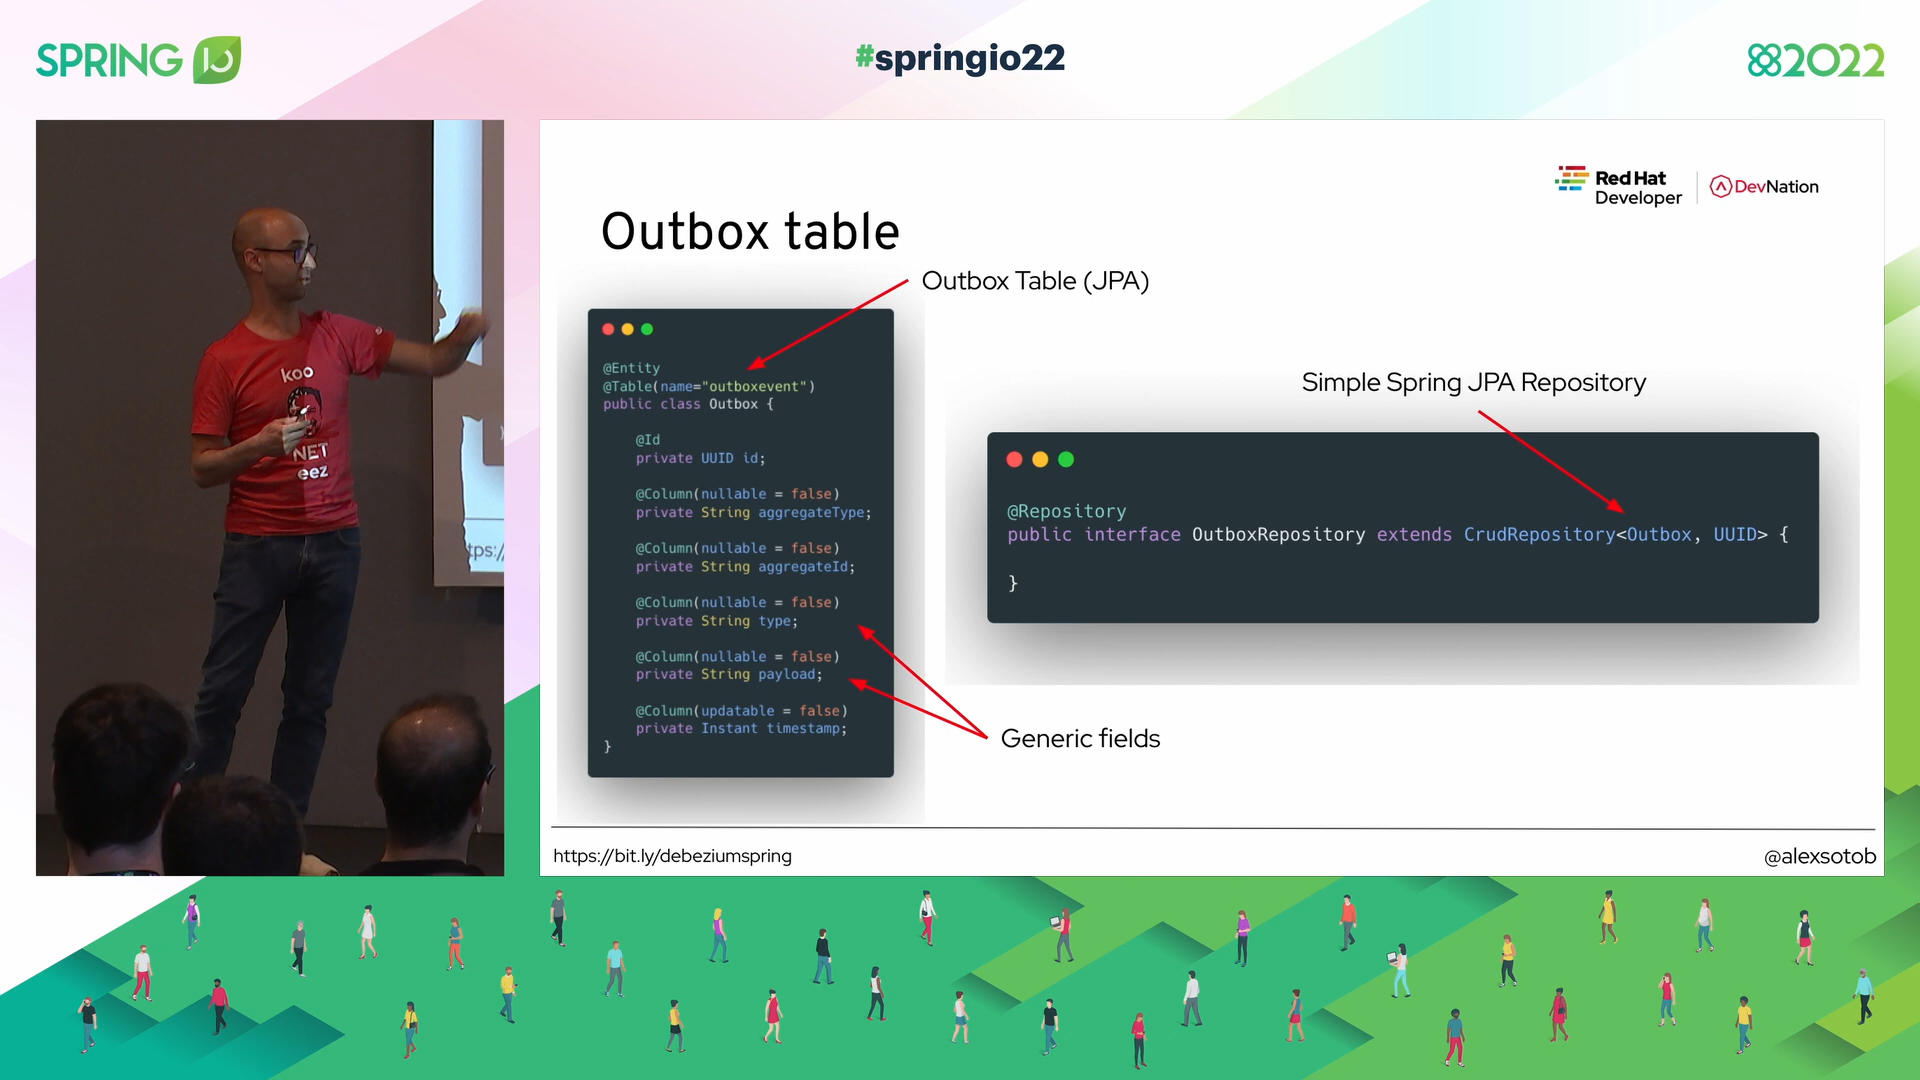 SPRING IO
#springio22
2022
Red Hat
Developer
DevNation
Outbox table
Outbox Table (JPA)
@Entity
@Table(name="outboxevent")
public class Outbox {
@Id
private UUID id;
@Column(nullable = false)
private String aggregateType;
@Column(nullable = false)
private String aggregateId;
@Column(nullable = false)
private String type;
@Column(nullable = false)
private String payload;
@Column(updatable = false)
private Instant timestamp;
}
Generic fields
Simple Spring JPA Repository
@Repository
public interface OutboxRepository extends CrudRepository<Outbox, UUID> {
}
https://bit.ly/debeziumspring
@alexsotob
koo
NET
eez
tps://